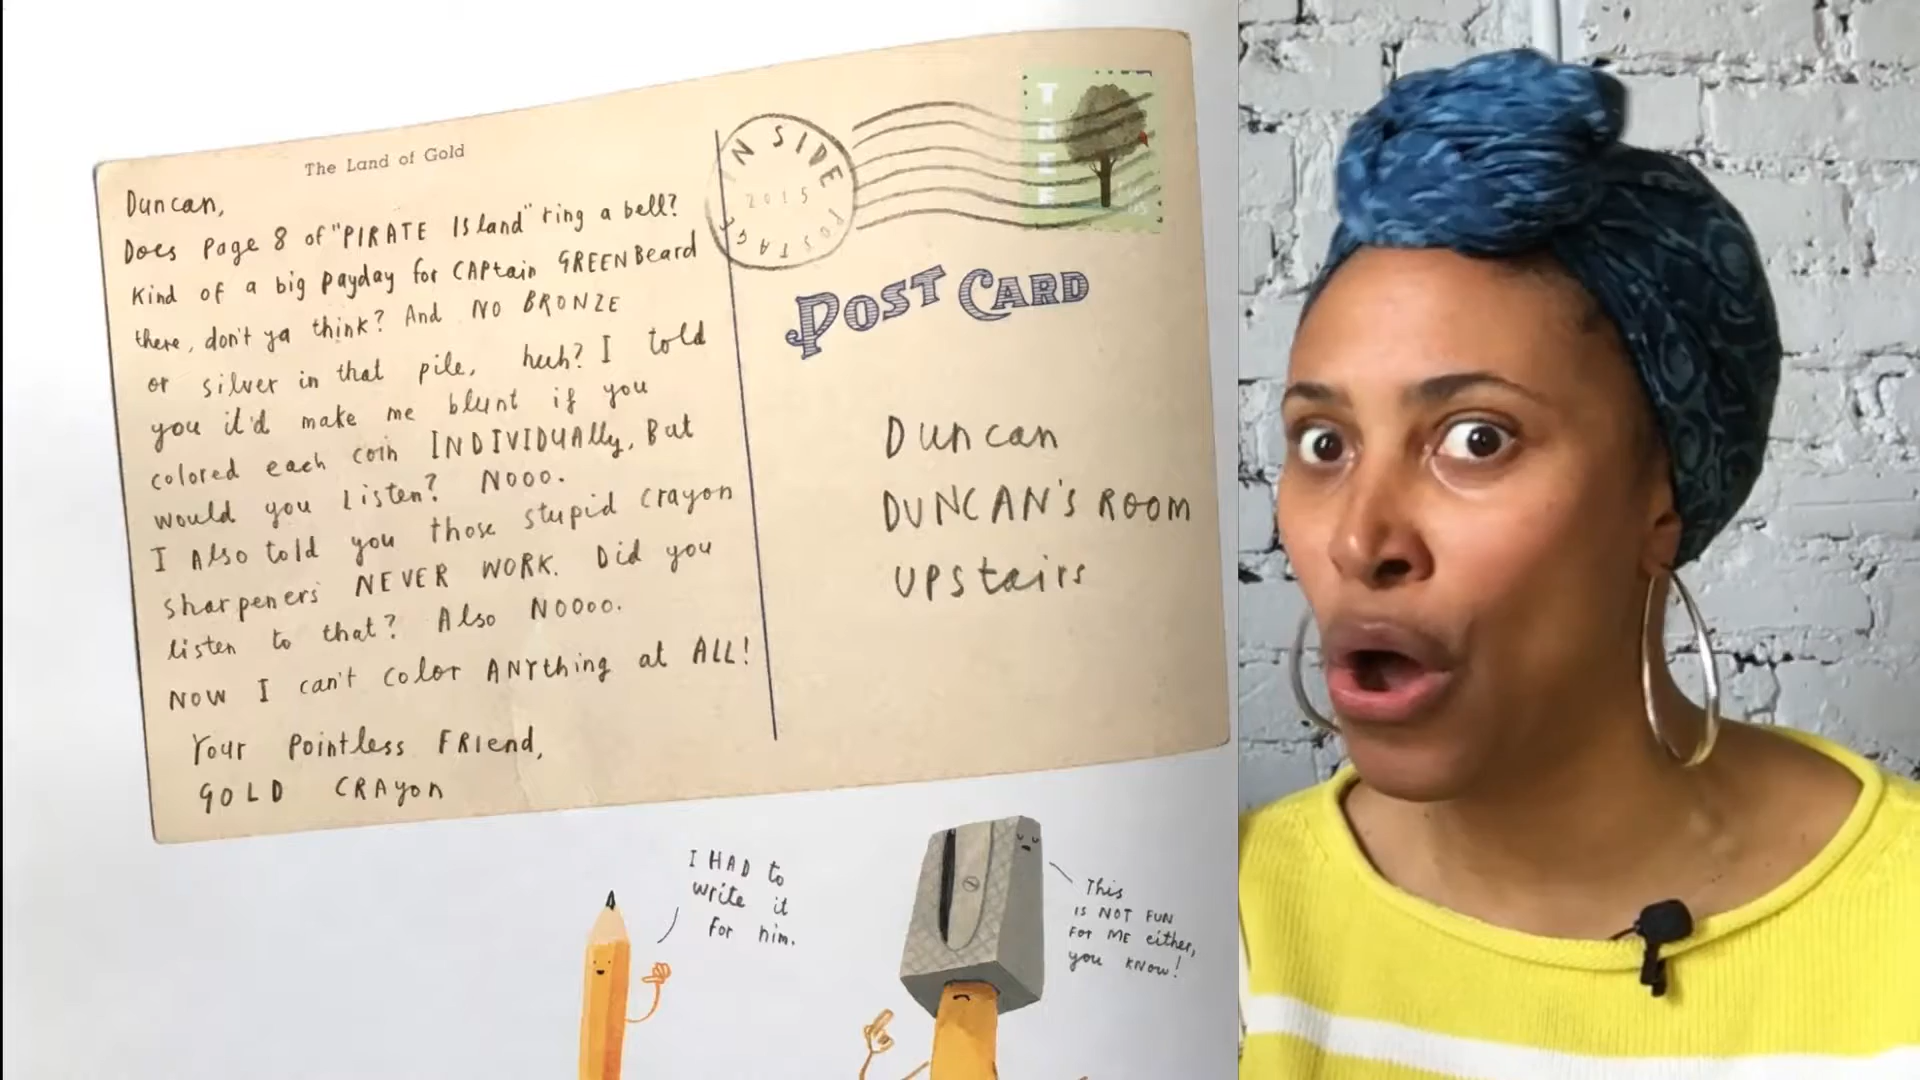 The Land of Gold
Duncan,
Does Page 8 of "PIRATE Island" ring a bell?
Kind of a big payday for CAPtain GREENBeard
there, don't ya think? And NO BRONZE
or silver in that pile, huh? I told
you it'd make me blunt if you
colored each coin INDIVIDUAlly, But
would you listen? Nooo.
I Also told you those stupid crayon
sharpeners NEVER WORK. Did you
listen to that? Also NOooo.
NOW I can't color ANYthing at ALL!
Your Pointless FRIend,
GOLD CRAyon
INSIDE
2015
POSTAGE
TREE
POST CARD
Duncan
DUNCAN'S ROOM
UPstairs
I HAD to
write it
for him.
This
is NOT FUN
FOR ME either,
you KNOW!